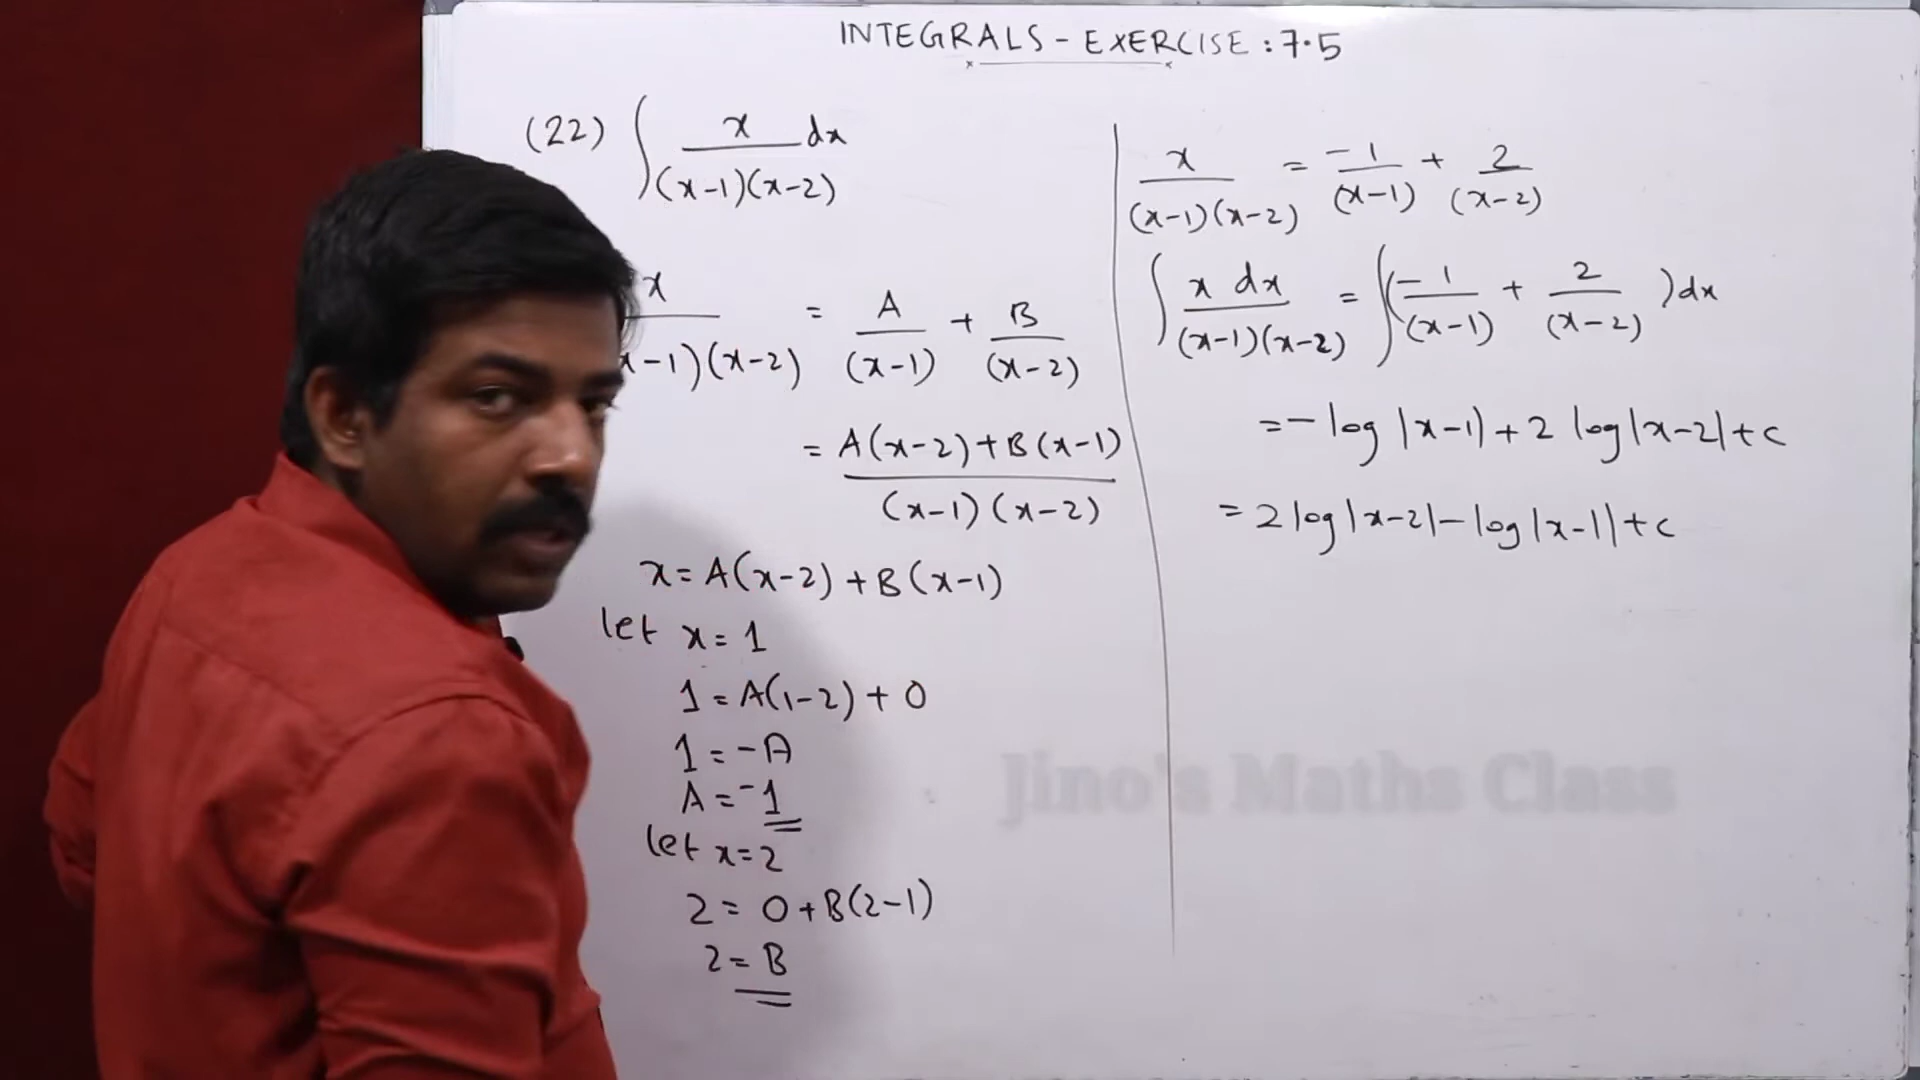 INTEGRALS - EXERCISE : 7.5
(22) ∫ x/(x-1)(x-2) dx
x/x-1)(x-2) = A/(x-1) + B/(x-2)
= A(x-2)+B(x-1)/(x-1)(x-2)
x = A(x-2) + B(x-1)
let x = 1
1 = A(1-2) + 0
1 = -A
A = -1
let x=2
2 = 0+B(2-1)
2 = B
x/(x-1)(x-2) = -1/(x-1) + 2/(x-2)
∫ x dx/(x-1)(x-2) = ∫(-1/(x-1) + 2/(x-2))dx
= -log|x-1|+2 log|x-2|+c
= 2log|x-2|-log|x-1|+c
Jino's Maths Class